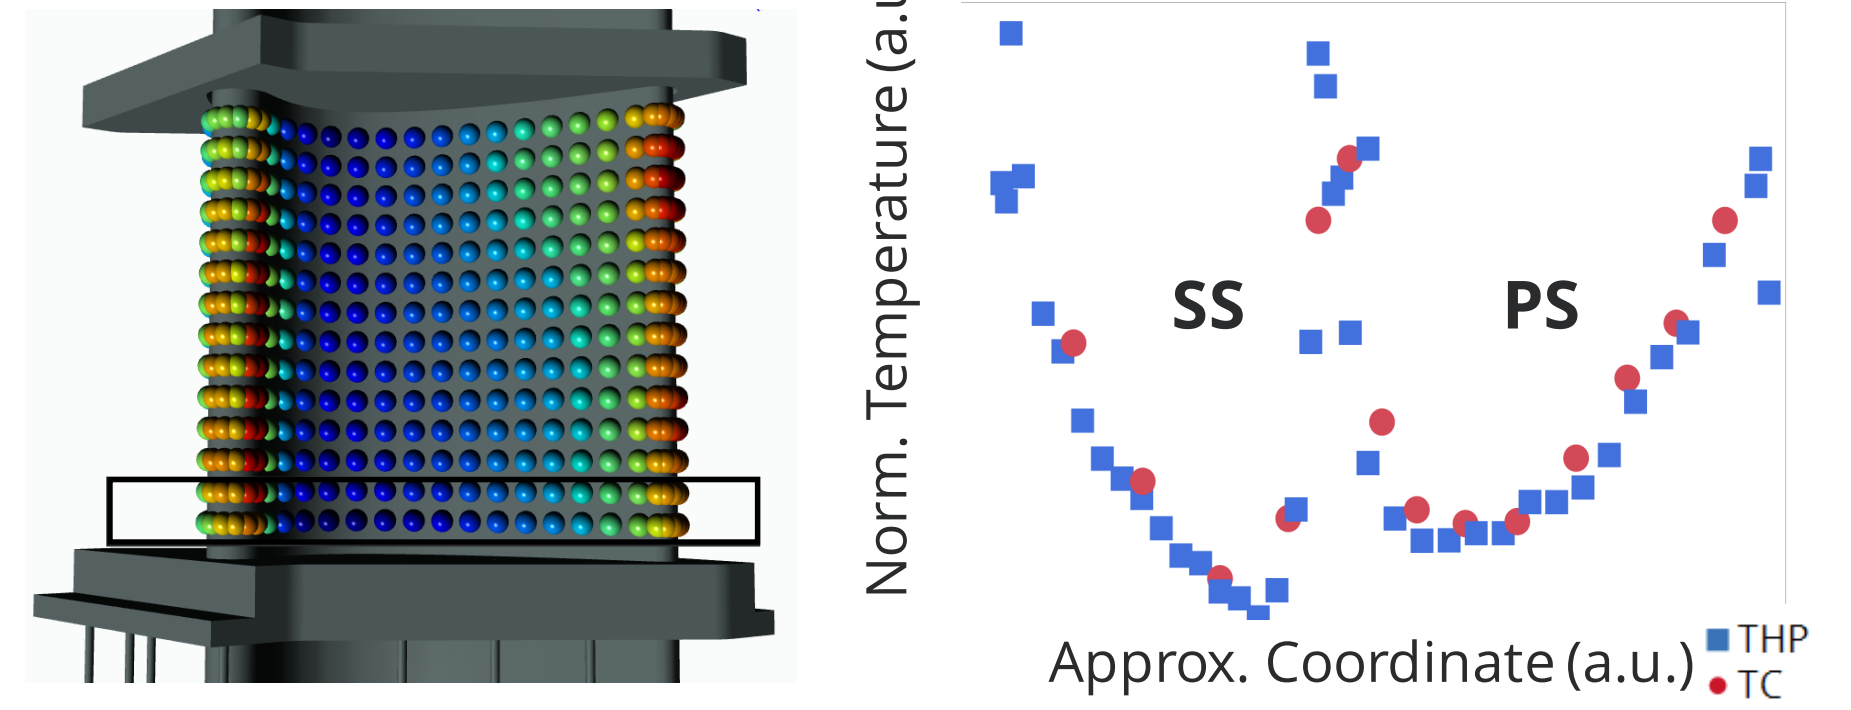 Norm. Temperature (a.u
SS
PS
Approx. Coordinate (a.u.)
THP
TC